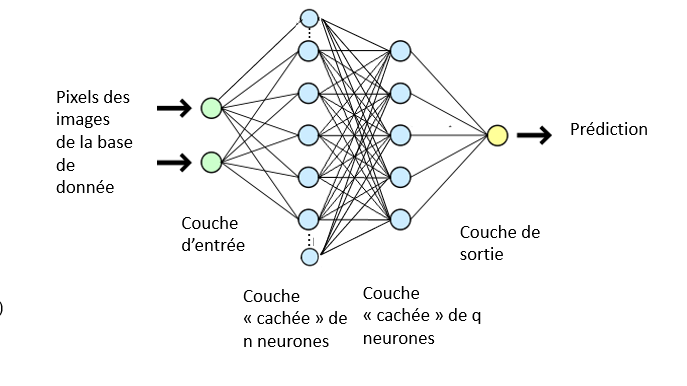 Pixels des
images
de la base
de
donnée
Prédiction
Couche
d'entrée
Couche de
sortie
)
Couche
« cachée » de
n neurones
Couche
« cachée » de q
neurones